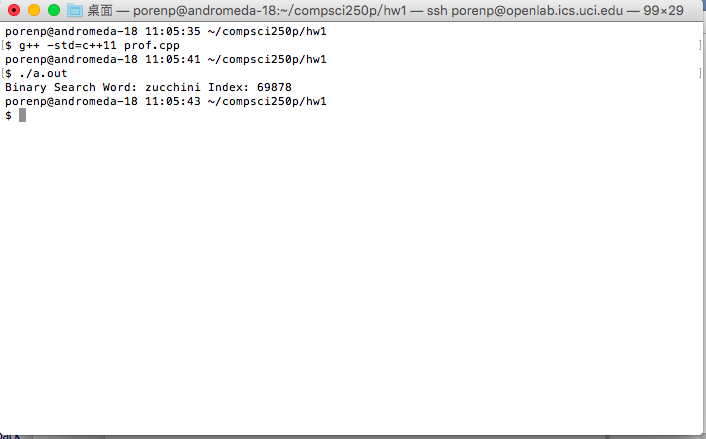 桌面 — porenp@andromeda-18:~/compsci250p/hw1 — ssh porenp@openlab.ics.uci.edu — 99×29
porenp@andromeda-18 11:05:35 ~/compsci250p/hw1
[$ g++ -std=c++11 prof.cpp ]
porenp@andromeda-18 11:05:41 ~/compsci250p/hw1
[$ ./a.out ]
Binary Search Word: zucchini Index: 69878
porenp@andromeda-18 11:05:43 ~/compsci250p/hw1
$